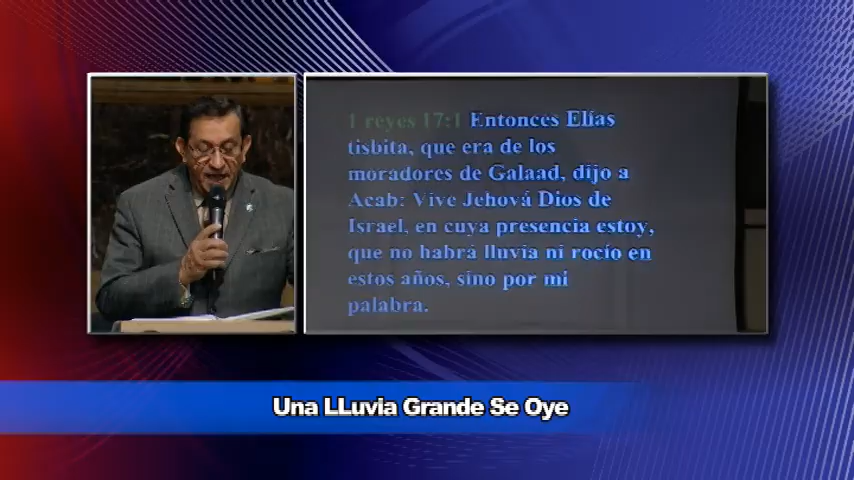 1 reyes 17:1 Entonces Elías
tisbita, que era de los
moradores de Galaad, dijo a
Acab: Vive Jehová Dios de
Israel, en cuya presencia estoy,
que no habrá lluvia ni rocío en
estos años, sino por mi
palabra.
Una LLuvia Grande Se Oye